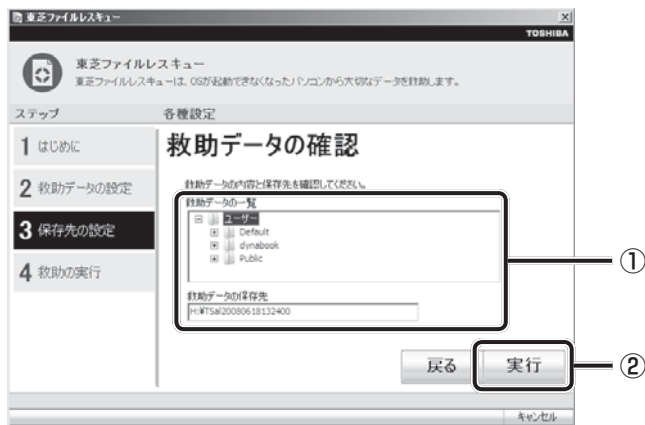 東芝ファイルレスキュー
TOSHIBA
東芝ファイルレスキュー
東芝ファイルレスキューは、OSが起動できなくなったパソコンから大切なデータを救助します。
ステップ
各種設定
1 はじめに
2 救助データの設定
3 保存先の設定
4 救助の実行
救助データの確認
救助データの内容と保存先を確認してください。
救助データの一覧
ユーザー
Default
dynabook
Public
①
救助データの保存先
H:¥TSal20080618132400
戻る
実行
②
キャンセル